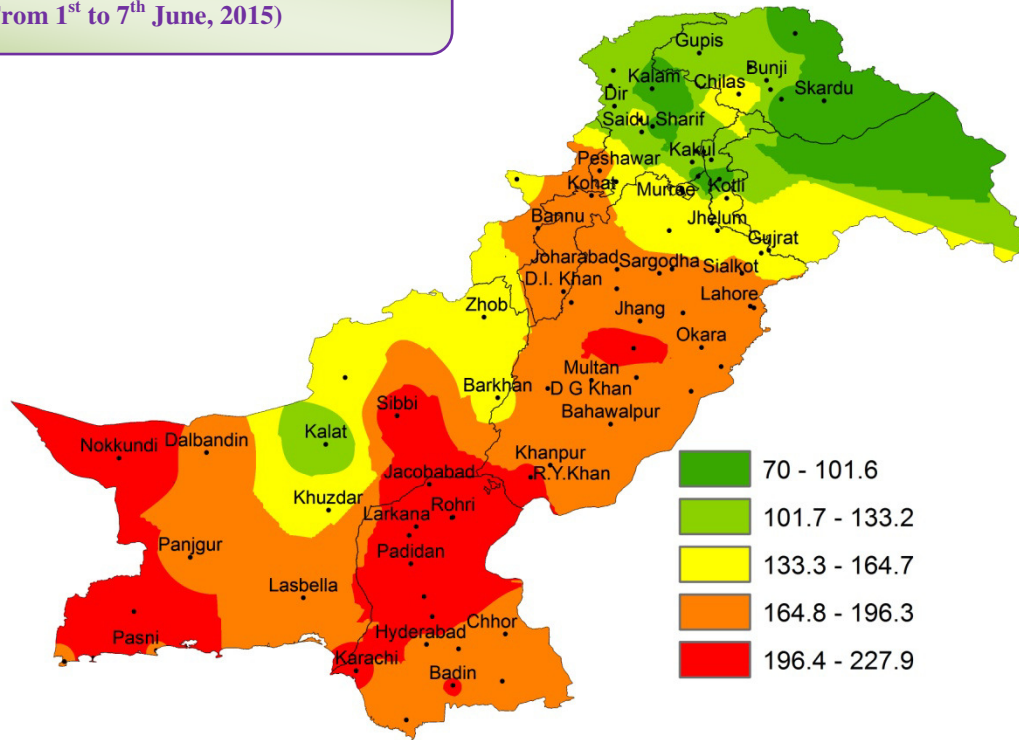 From 1st to 7th June, 2015)
Gupis
Bunji
Kalam
Chilas
Skardu
Dir
Saidu Sharif
Kakul
Peshawar
Kohat
Murree
Kotli
Bannu
Jhelum
Gujrat
Joharabad
Sargodha
Sialkot
D.I. Khan
Lahore
Zhob
Jhang
Okara
Multan
Barkhan
D G Khan
Sibbi
Bahawalpur
Kalat
Dalbandin
Nokkundi
Khanpur
Jacobabad
R.Y.Khan
Khuzdar
Rohri
Larkana
Panjgur
Padidan
Lasbella
Pasni
Hyderabad
Chhor
Karachi
Badin
70 - 101.6
101.7 - 133.2
133.3 - 164.7
164.8 - 196.3
196.4 - 227.9